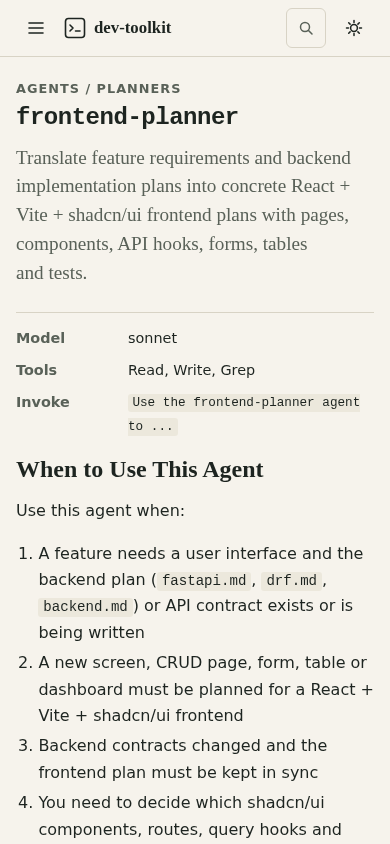 dev-toolkit
AGENTS / PLANNERS
frontend-planner
Translate feature requirements and backend
implementation plans into concrete React +
Vite + shadcn/ui frontend plans with pages,
components, API hooks, forms, tables
and tests.
Model sonnet
Tools Read, Write, Grep
Invoke Use the frontend-planner agent
to ...
When to Use This Agent
Use this agent when:
1. A feature needs a user interface and the
backend plan (fastapi.md, drf.md,
backend.md) or API contract exists or is
being written
2. A new screen, CRUD page, form, table or
dashboard must be planned for a React +
Vite + shadcn/ui frontend
3. Backend contracts changed and the
frontend plan must be kept in sync
4. You need to decide which shadcn/ui
components, routes, query hooks and